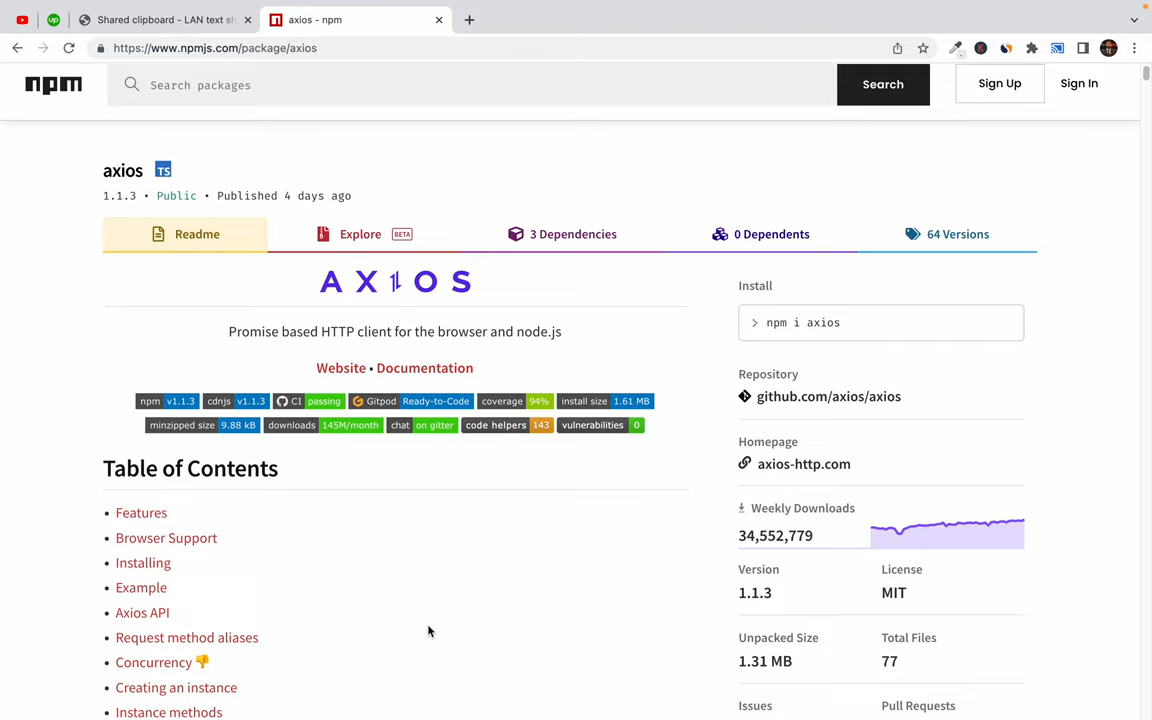 Shared clipboard - LAN text sh
axios - npm
https://www.npmjs.com/package/axios
npm
Search packages
Search
Sign Up
Sign In
axios TS
1.1.3 • Public • Published 4 days ago
Readme
Explore BETA
3 Dependencies
0 Dependents
64 Versions
AXIOS
Promise based HTTP client for the browser and node.js
Website • Documentation
npm v1.1.3 cdnjs v1.1.3 CI passing Gitpod Ready-to-Code coverage 94% install size 1.61 MB
minzipped size 9.88 kB downloads 145M/month chat on gitter code helpers 143 vulnerabilities 0
Table of Contents
• Features
• Browser Support
• Installing
• Example
• Axios API
• Request method aliases
• Concurrency 👎
• Creating an instance
• Instance methods
Install
> npm i axios
Repository
github.com/axios/axios
Homepage
axios-http.com
Weekly Downloads
34,552,779
Version License
1.1.3 MIT
Unpacked Size Total Files
1.31 MB 77
Issues Pull Requests